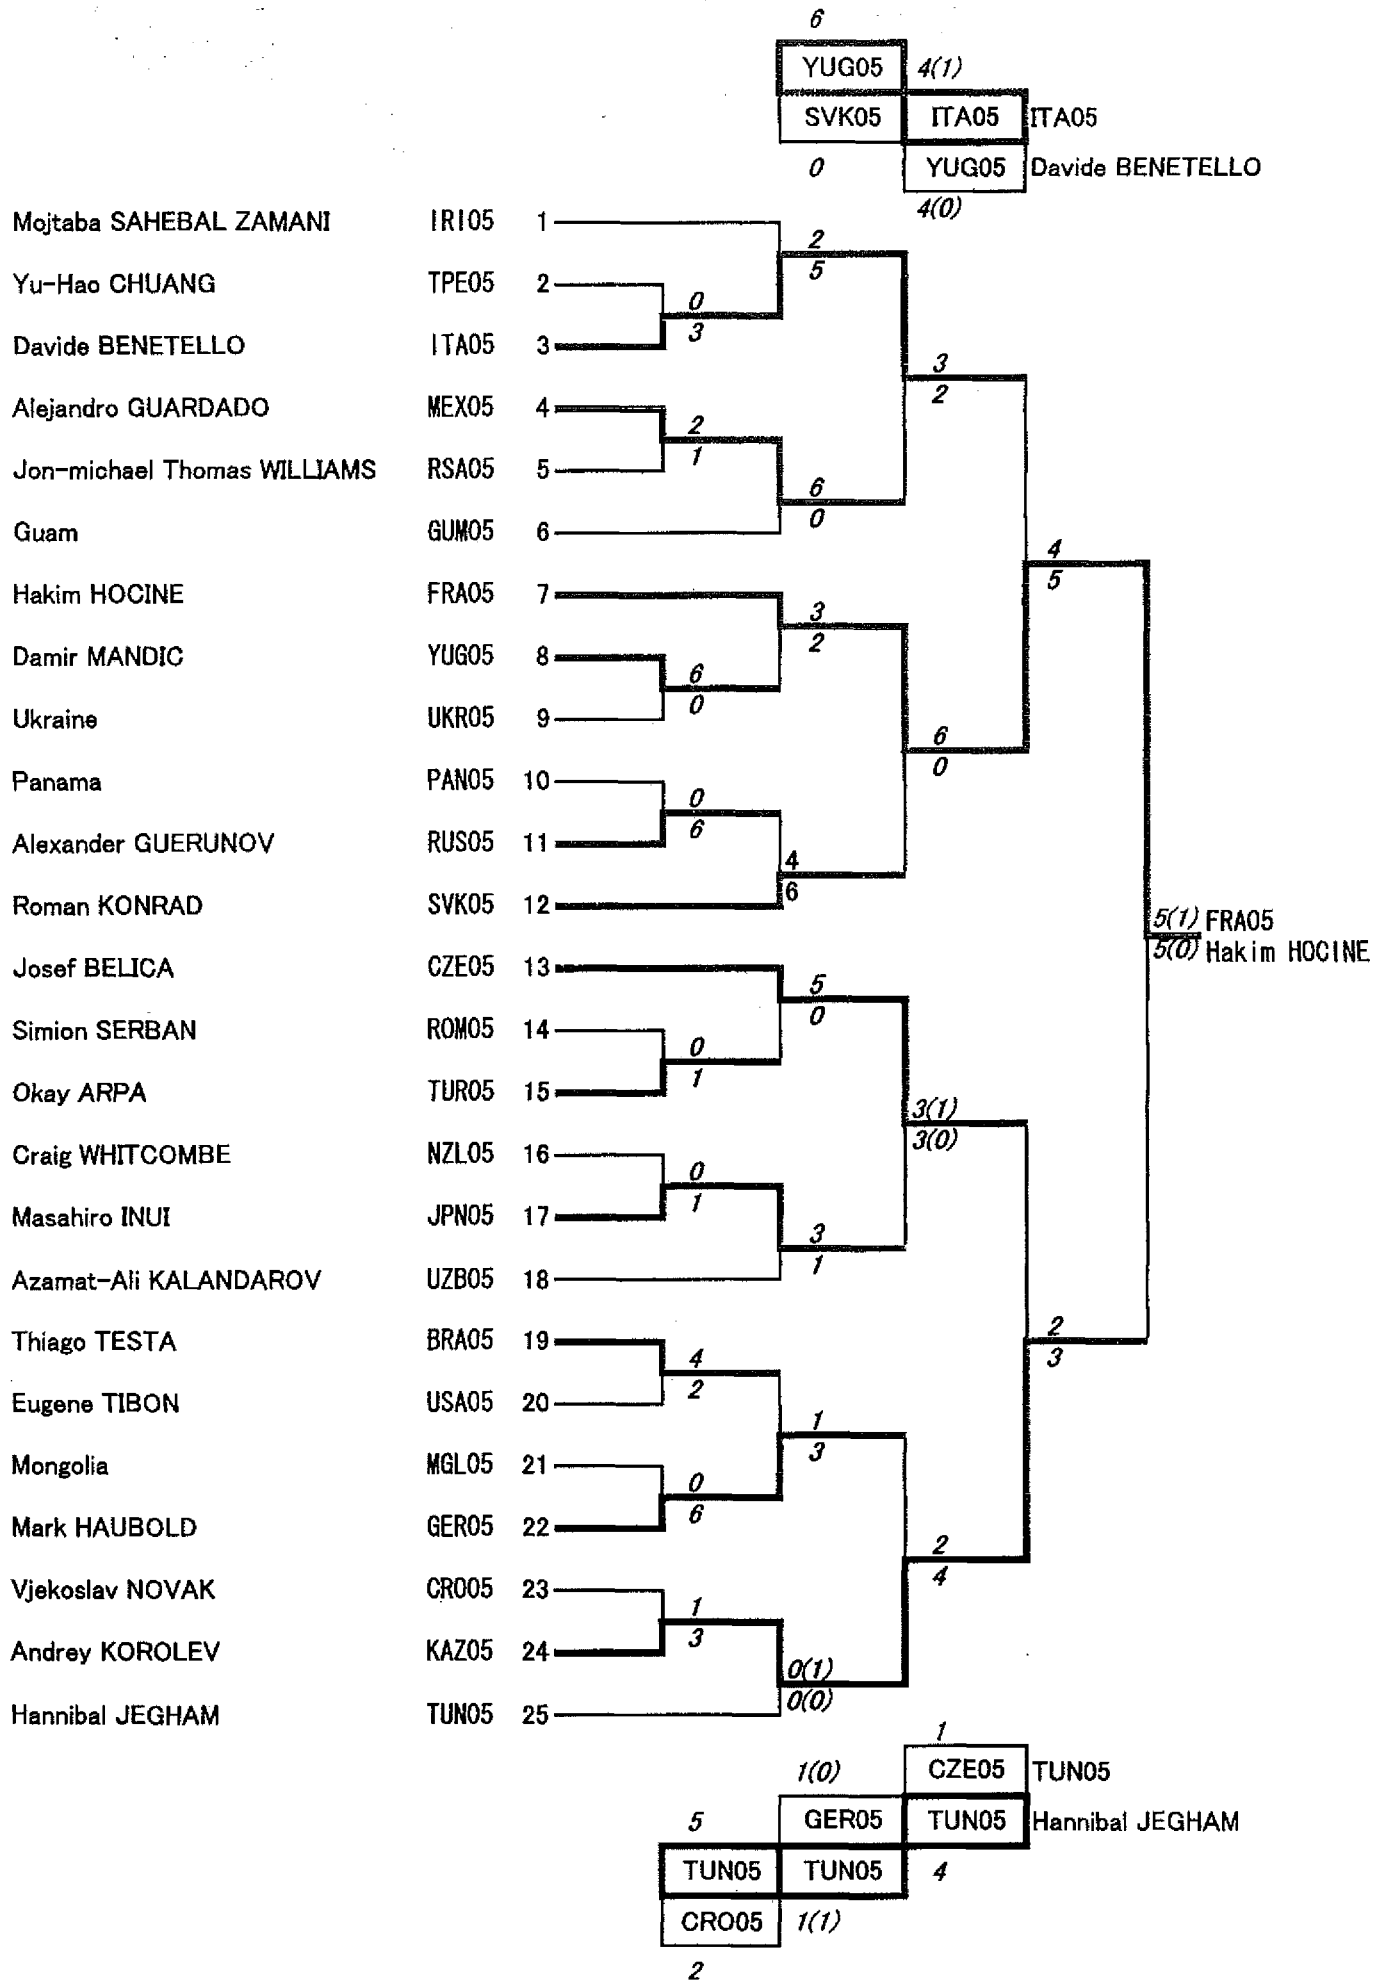 6
YUG05 4(1)
SVK05 ITA05 ITA05
0 YUG05 Davide BENETELLO
4(0)
Mojtaba SAHEBAL ZAMANI IRI05 1
2
5
Yu-Hao CHUANG TPE05 2
0
3
Davide BENETELLO ITA05 3
3
2
Alejandro GUARDADO MEX05 4
2
1
Jon-michael Thomas WILLIAMS RSA05 5
6
0
Guam GUM05 6
4
5
Hakim HOCINE FRA05 7
3
2
Damir MANDIC YUG05 8
6
0
Ukraine UKR05 9
6
0
Panama PAN05 10
0
6
Alexander GUERUNOV RUS05 11
4
6
Roman KONRAD SVK05 12
5(1) FRA05
5(0) Hakim HOCINE
Josef BELICA CZE05 13
5
0
Simion SERBAN ROM05 14
0
1
Okay ARPA TUR05 15
3(1)
3(0)
Craig WHITCOMBE NZL05 16
0
1
Masahiro INUI JPN05 17
3
1
Azamat-Ali KALANDAROV UZB05 18
2
3
Thiago TESTA BRA05 19
4
2
Eugene TIBON USA05 20
1
3
Mongolia MGL05 21
0
6
Mark HAUBOLD GER05 22
2
4
Vjekoslav NOVAK CRO05 23
1
3
Andrey KOROLEV KAZ05 24
0(1)
0(0)
Hannibal JEGHAM TUN05 25
1
1(0) CZE05 TUN05
5 GER05 TUN05 Hannibal JEGHAM
TUN05 TUN05 4
CRO05 1(1)
2